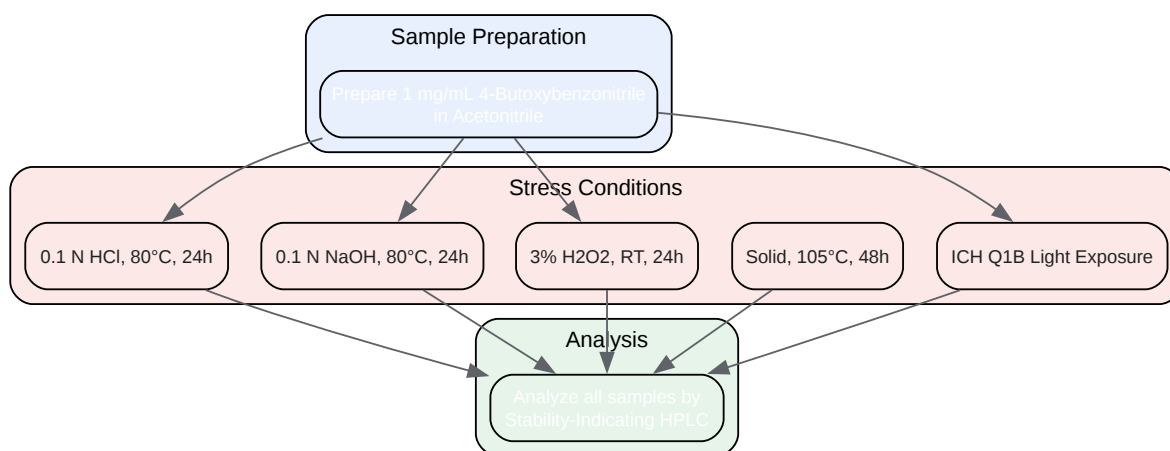 Sample Preparation
Prepare 1 mg/mL 4-Butoxybenzonitrile
in Acetonitrile
Stress Conditions
0.1 N HCl, 80°C, 24h
0.1 N NaOH, 80°C, 24h
3% H2O2, RT, 24h
Solid, 105°C, 48h
ICH Q1B Light Exposure
Analysis
Analyze all samples by
Stability-Indicating HPLC